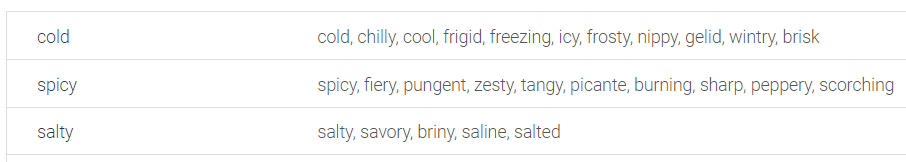 cold cold, chilly, cool, frigid, freezing, icy, frosty, nippy, gelid, wintry, brisk
spicy spicy, fiery, pungent, zesty, tangy, picante, burning, sharp, peppery, scorching
salty salty, savory, briny, saline, salted